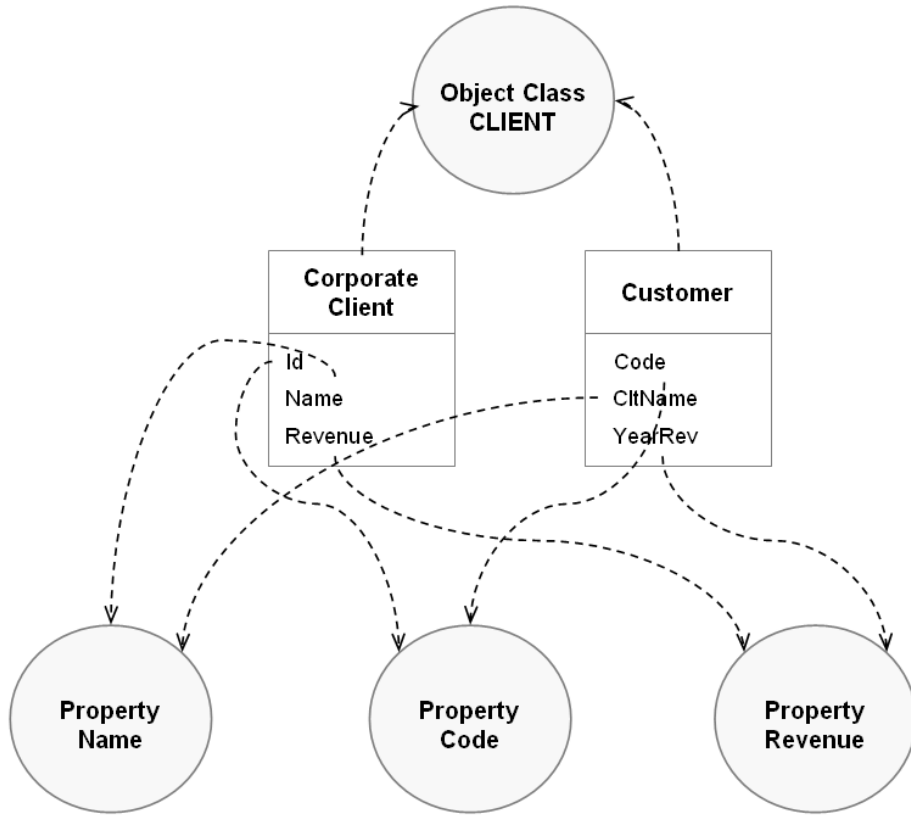 Object Class
CLIENT
Corporate
Client
Id
Name
Revenue
Customer
Code
CltName
YearRev
Property
Name
Property
Code
Property
Revenue